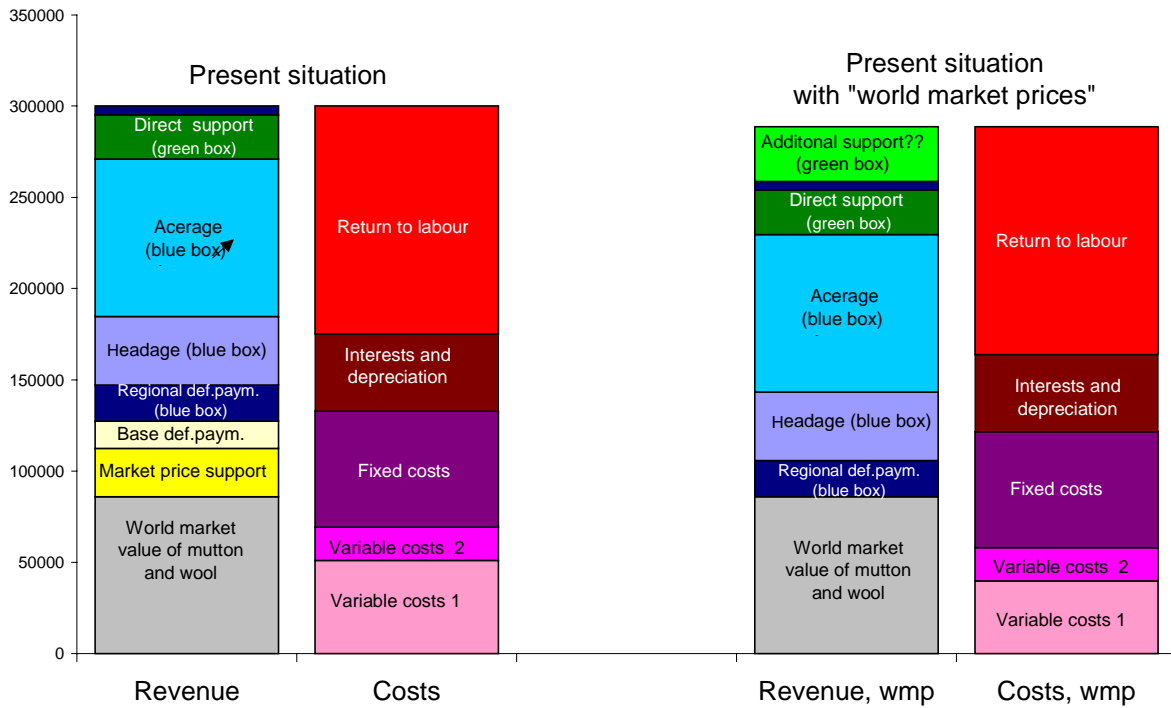 350000
300000
250000
200000
150000
100000
50000
0
Present situation
Direct support
(green box)
Acerage
(blue box)
Headage (blue box)
Regional def.paym.
(blue box)
Base def.paym.
Market price support
World market
value of mutton
and wool
Return to labour
Interests and
depreciation
Fixed costs
Variable costs 2
Variable costs 1
Present situation
with "world market prices"
Additonal support??
(green box)
Direct support
(green box)
Acerage
(blue box)
Headage (blue box)
Regional def.paym.
(blue box)
World market
value of mutton
and wool
Return to labour
Interests and
depreciation
Fixed costs
Variable costs 2
Variable costs 1
Revenue
Costs
Revenue, wmp
Costs, wmp